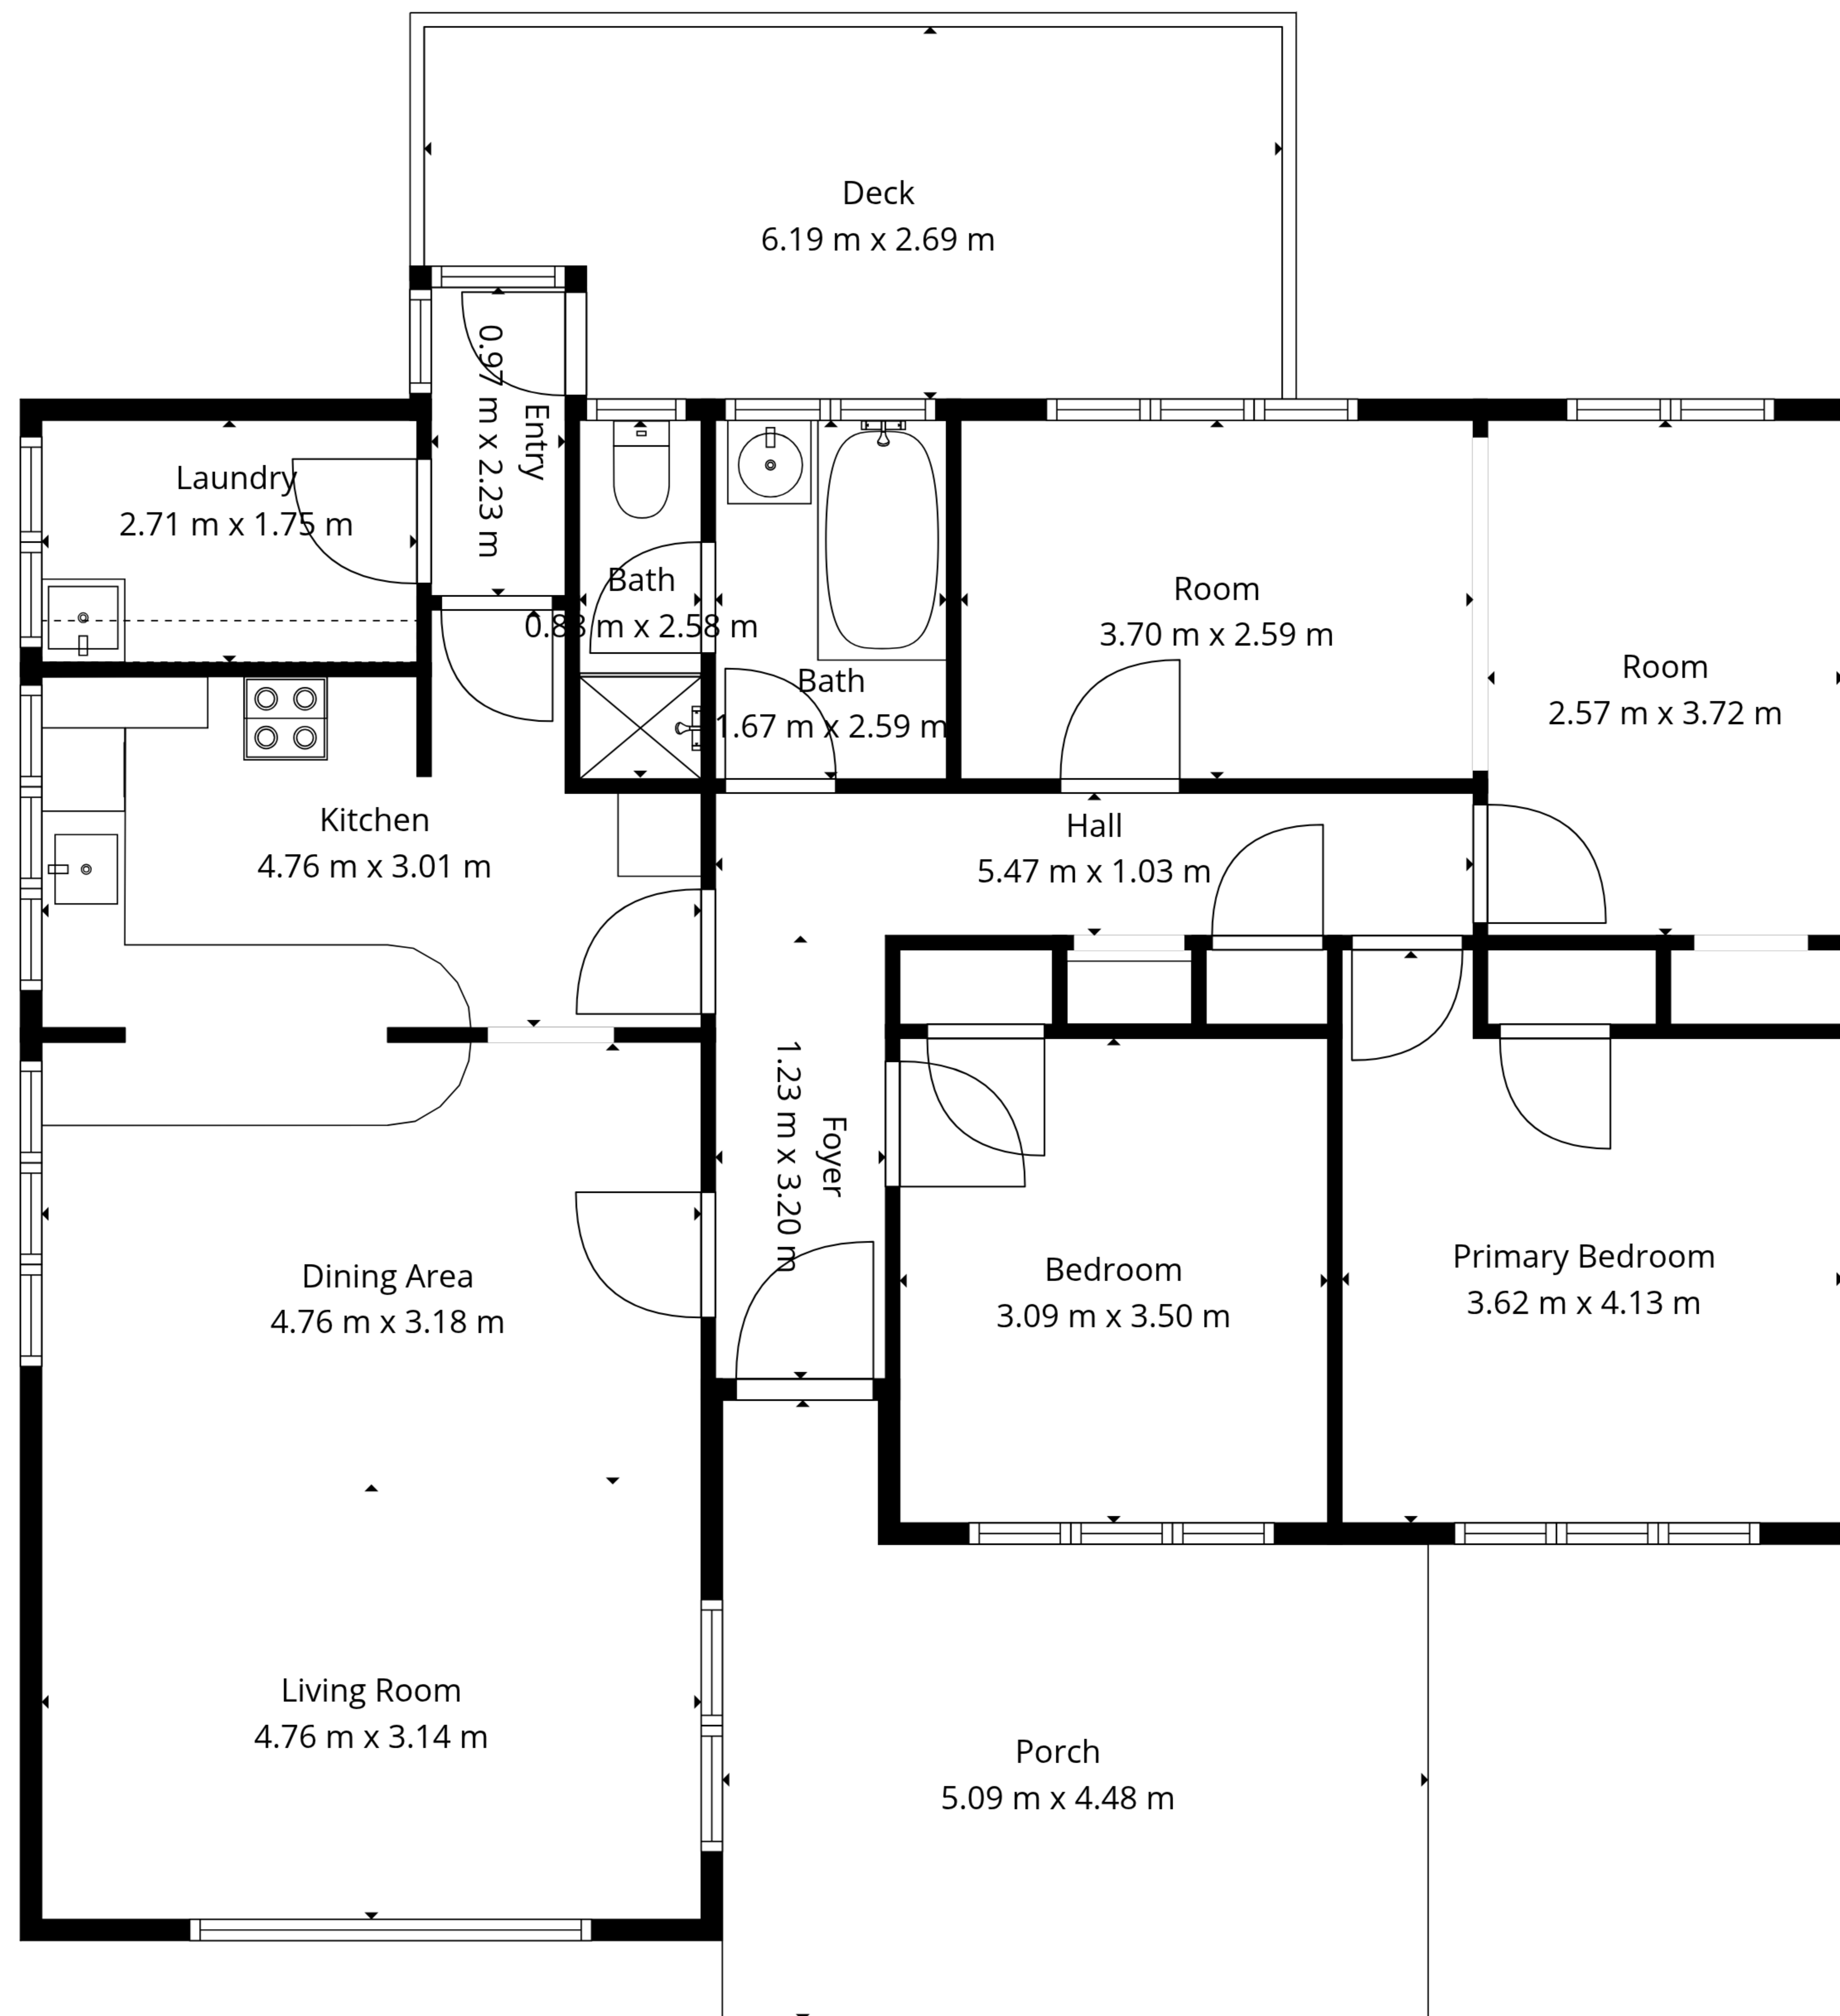 Deck
6.19 m x 2.69 m
Entry
0.97 m x 2.23 m
Laundry
2.71 m x 1.75 m
Bath
0.88 m x 2.58 m
Room
3.70 m x 2.59 m
Room
2.57 m x 3.72 m
Bath
1.67 m x 2.59 m
Kitchen
4.76 m x 3.01 m
Hall
5.47 m x 1.03 m
Foyer
1.23 m x 3.20 m
Dining Area
4.76 m x 3.18 m
Bedroom
3.09 m x 3.50 m
Primary Bedroom
3.62 m x 4.13 m
Living Room
4.76 m x 3.14 m
Porch
5.09 m x 4.48 m